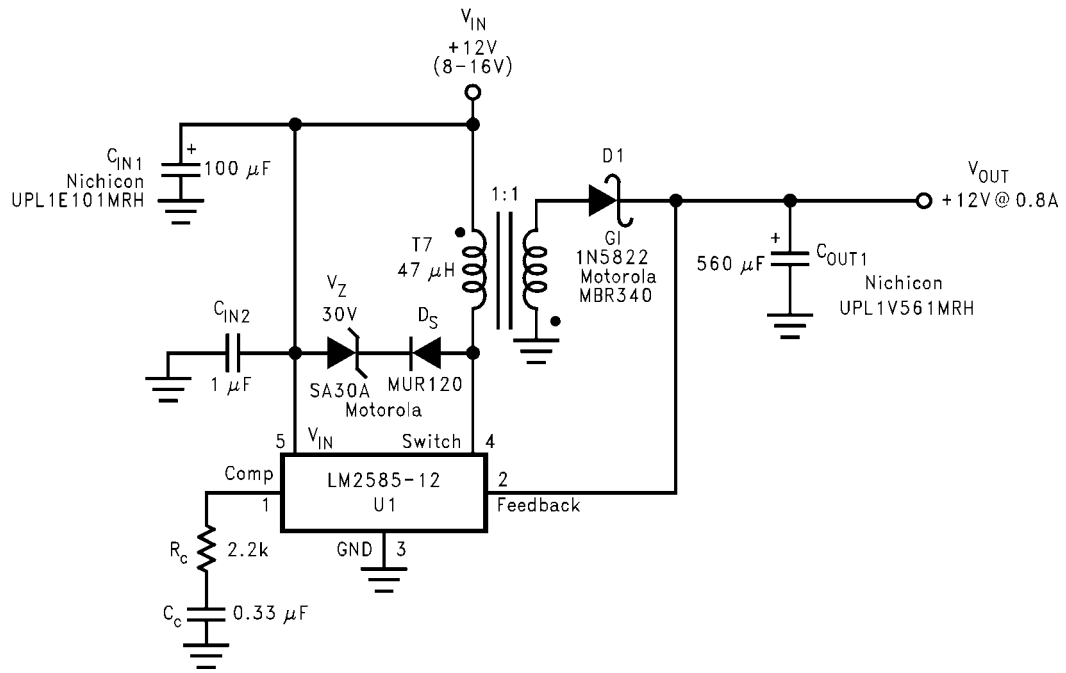 V_IN
+12V
(8-16V)
C_IN1
Nichicon
UPL1E101MRH
+
100 μF
D1
1:1
V_OUT
+12V@ 0.8A
T7
47 μH
GI
1N5822
Motorola
MBR340
+
560 μF
C_OUT1
Nichicon
UPL1V561MRH
V_Z
30V
D_S
C_IN2
1 μF
SA30A
Motorola
MUR120
5
V_IN
Switch
4
Comp
1
LM2585-12
U1
2
Feedback
GND
3
R_c
2.2k
C_c
0.33 μF